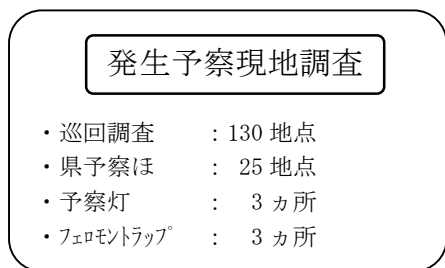 発生予察現地調査
・巡回調査　　：130 地点
・県予察ほ　　： 25 地点
・予察灯　　　： 3 ヵ所
・ﾌｪﾛﾓﾝﾄﾗｯﾌﾟ　： 3 ヵ所